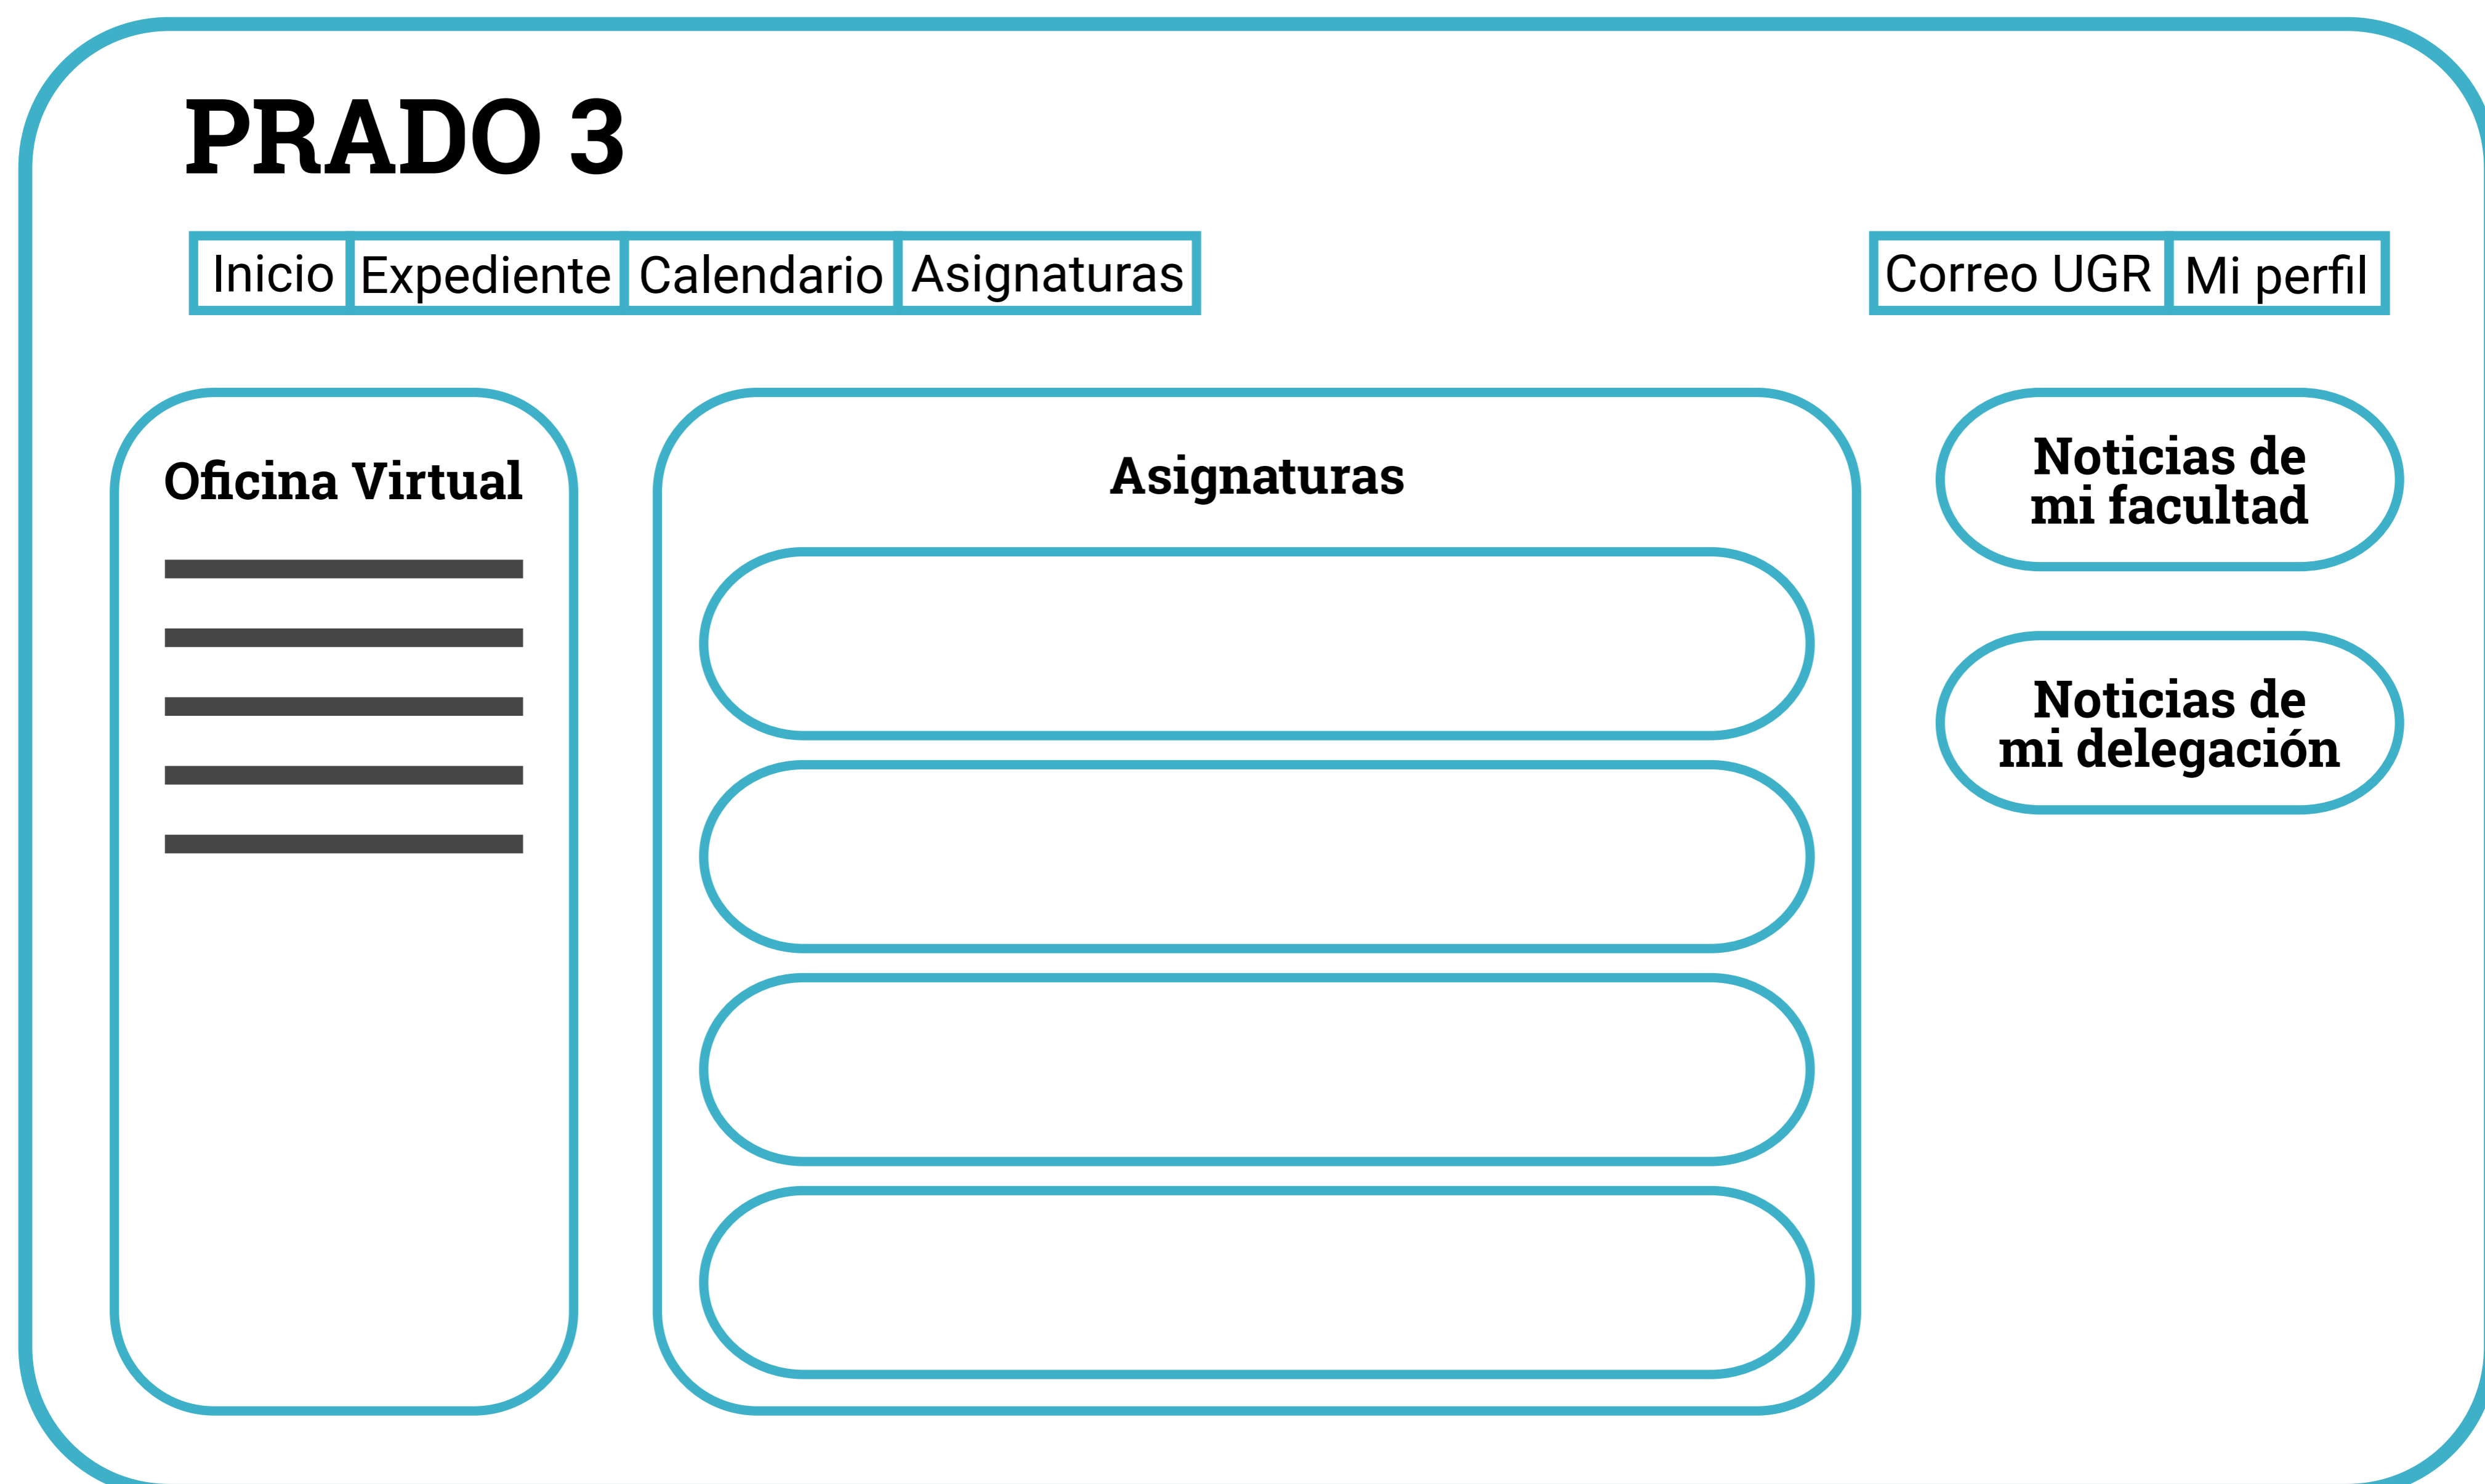 PRADO 3
Inicio Expediente Calendario Asignaturas Correo UGR Mi perfil
Oficina Virtual
Asignaturas
Noticias de
mi facultad
Noticias de
mi delegación